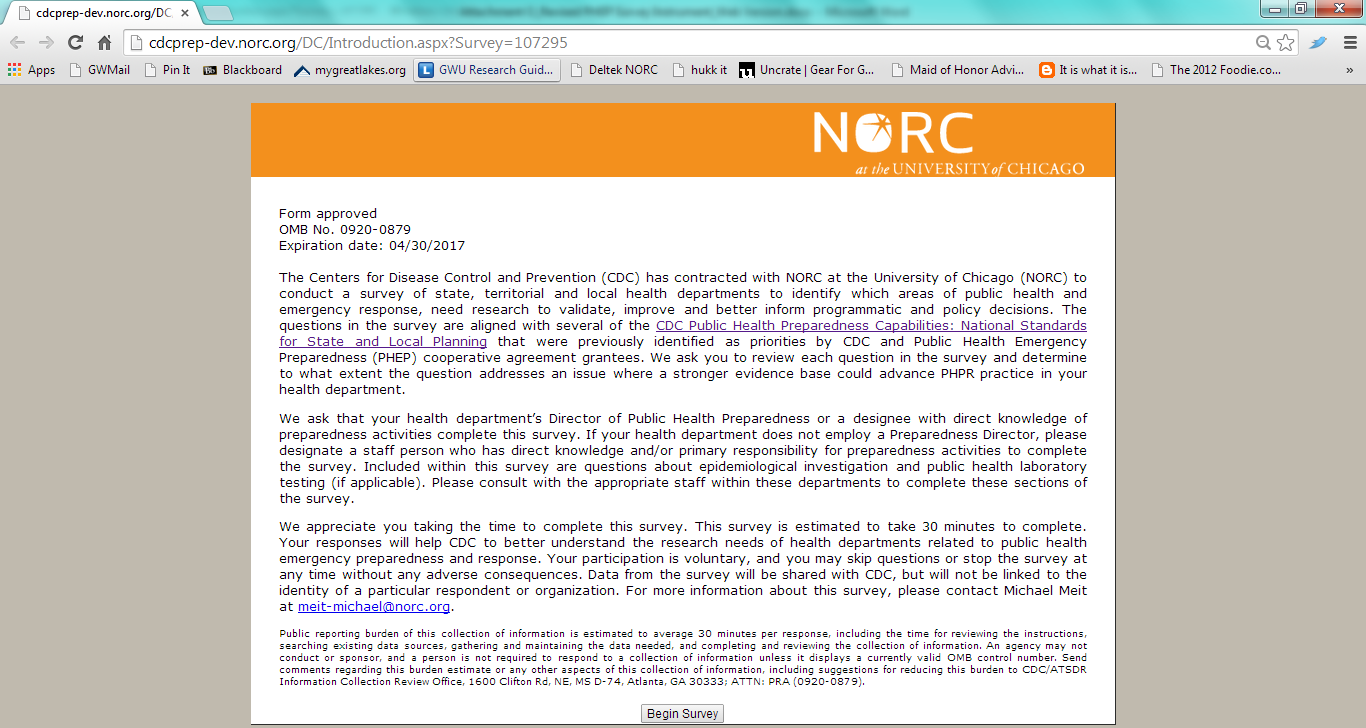 cdcprep-dev.norc.org/DC
cdcprep-dev.norc.org/DC/Introduction.aspx?Survey=107295
Apps GWMail Pin It Blackboard mygreatlakes.org GWU Research Guid... Deltek NORC hukk it Uncrate | Gear For G... Maid of Honor Advi... It is what it is... The 2012 Foodie.co... »
NORC
at the UNIVERSITY of CHICAGO
Form approved
OMB No. 0920-0879
Expiration date: 04/30/2017
The Centers for Disease Control and Prevention (CDC) has contracted with NORC at the University of Chicago (NORC) to
conduct a survey of state, territorial and local health departments to identify which areas of public health and
emergency response, need research to validate, improve and better inform programmatic and policy decisions. The
questions in the survey are aligned with several of the CDC Public Health Preparedness Capabilities: National Standards
for State and Local Planning that were previously identified as priorities by CDC and Public Health Emergency
Preparedness (PHEP) cooperative agreement grantees. We ask you to review each question in the survey and determine
to what extent the question addresses an issue where a stronger evidence base could advance PHPR practice in your
health department.
We ask that your health department's Director of Public Health Preparedness or a designee with direct knowledge of
preparedness activities complete this survey. If your health department does not employ a Preparedness Director, please
designate a staff person who has direct knowledge and/or primary responsibility for preparedness activities to complete
the survey. Included within this survey are questions about epidemiological investigation and public health laboratory
testing (if applicable). Please consult with the appropriate staff within these departments to complete these sections of
the survey.
We appreciate you taking the time to complete this survey. This survey is estimated to take 30 minutes to complete.
Your responses will help CDC to better understand the research needs of health departments related to public health
emergency preparedness and response. Your participation is voluntary, and you may skip questions or stop the survey at
any time without any adverse consequences. Data from the survey will be shared with CDC, but will not be linked to the
identity of a particular respondent or organization. For more information about this survey, please contact Michael Meit
at meit-michael@norc.org.
Public reporting burden of this collection of information is estimated to average 30 minutes per response, including the time for reviewing the instructions,
searching existing data sources, gathering and maintaining the data needed, and completing and reviewing the collection of information. An agency may not
conduct or sponsor, and a person is not required to respond to a collection of information unless it displays a currently valid OMB control number. Send
comments regarding this burden estimate or any other aspects of this collection of information, including suggestions for reducing this burden to CDC/ATSDR
Information Collection Review Office, 1600 Clifton Rd, NE, MS D-74, Atlanta, GA 30333; ATTN: PRA (0920-0879).
Begin Survey